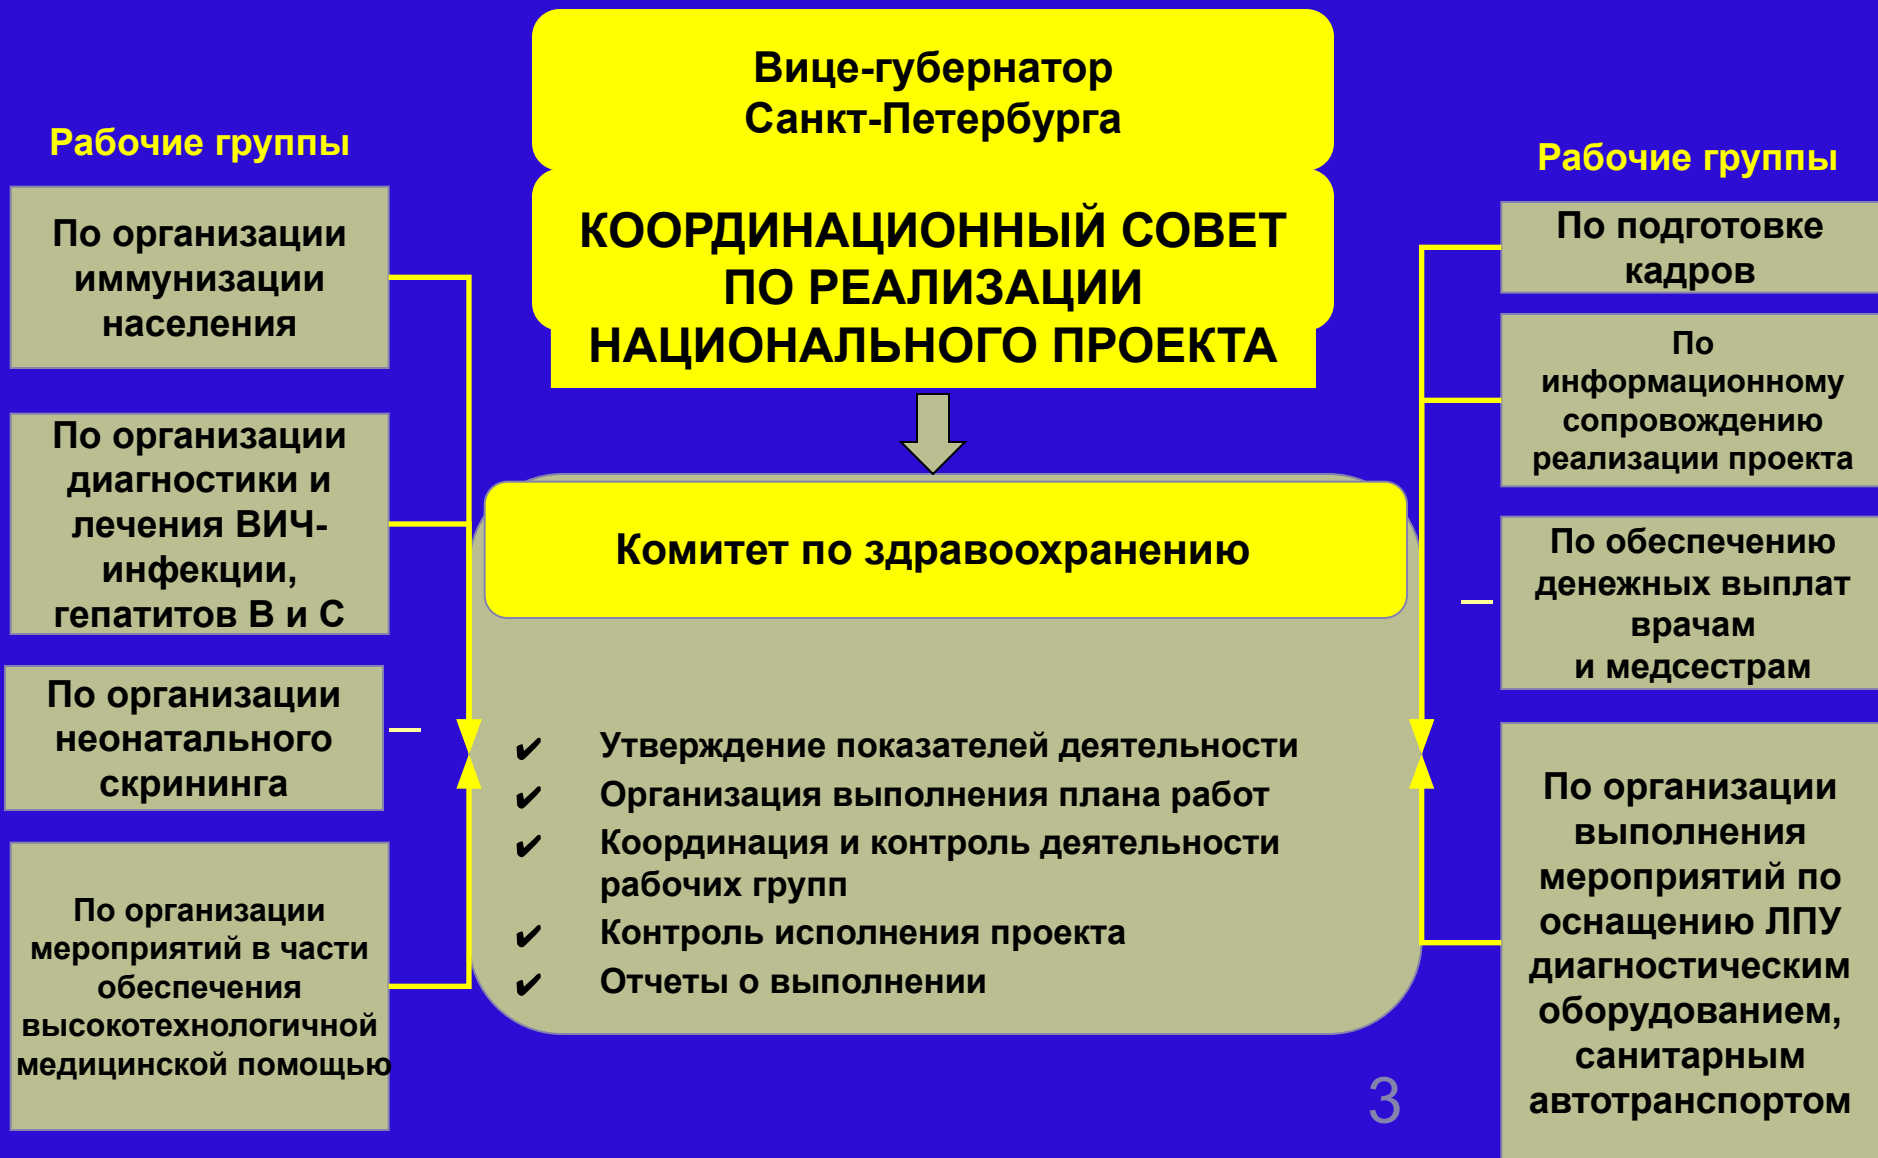 Вице-губернатор
Санкт-Петербурга
КООРДИНАЦИОННЫЙ СОВЕТ
ПО РЕАЛИЗАЦИИ
НАЦИОНАЛЬНОГО ПРОЕКТА
Рабочие группы
По организации
иммунизации
населения
По организации
диагностики и
лечения ВИЧ-
инфекции,
гепатитов В и С
По организации
неонатального
скрининга
По организации
мероприятий в части
обеспечения
высокотехнологичной
медицинской помощью
Комитет по здравоохранению
✔ Утверждение показателей деятельности
✔ Организация выполнения плана работ
✔ Координация и контроль деятельности
рабочих групп
✔ Контроль исполнения проекта
✔ Отчеты о выполнении
Рабочие группы
По подготовке
кадров
По
информационному
сопровождению
реализации проекта
По обеспечению
денежных выплат
врачам
и медсестрам
По организации
выполнения
мероприятий по
оснащению ЛПУ
диагностическим
оборудованием,
санитарным
автотранспортом
3